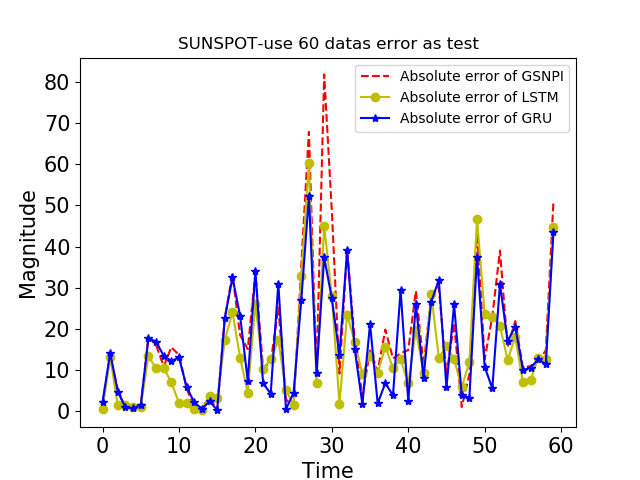 SUNSPOT-use 60 datas error as test
Absolute error of GSNPI
Absolute error of LSTM
Absolute error of GRU
Magnitude
80
70
60
50
40
30
20
10
0
0 10 20 30 40 50 60
Time